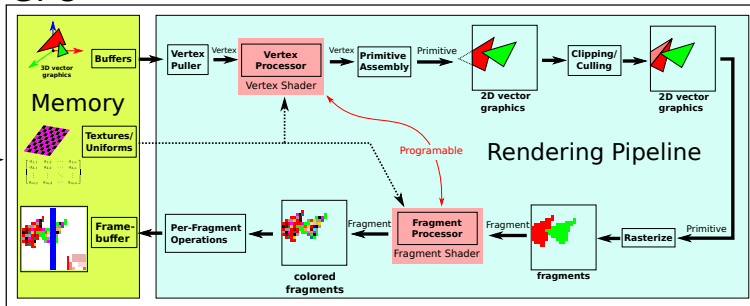 3D vector
graphics
Buffers
Memory
Textures/
Uniforms
Frame-
buffer
Vertex
Puller
Vertex
Vertex
Processor
Vertex Shader
Vertex
Primitive
Assembly
Primitive
2D vector
graphics
Clipping/
Culling
2D vector
graphics
Programable
Rendering Pipeline
Primitive
Rasterize
fragments
Fragment
Fragment
Processor
Fragment Shader
Fragment
colored
fragments
Per-Fragment
Operations